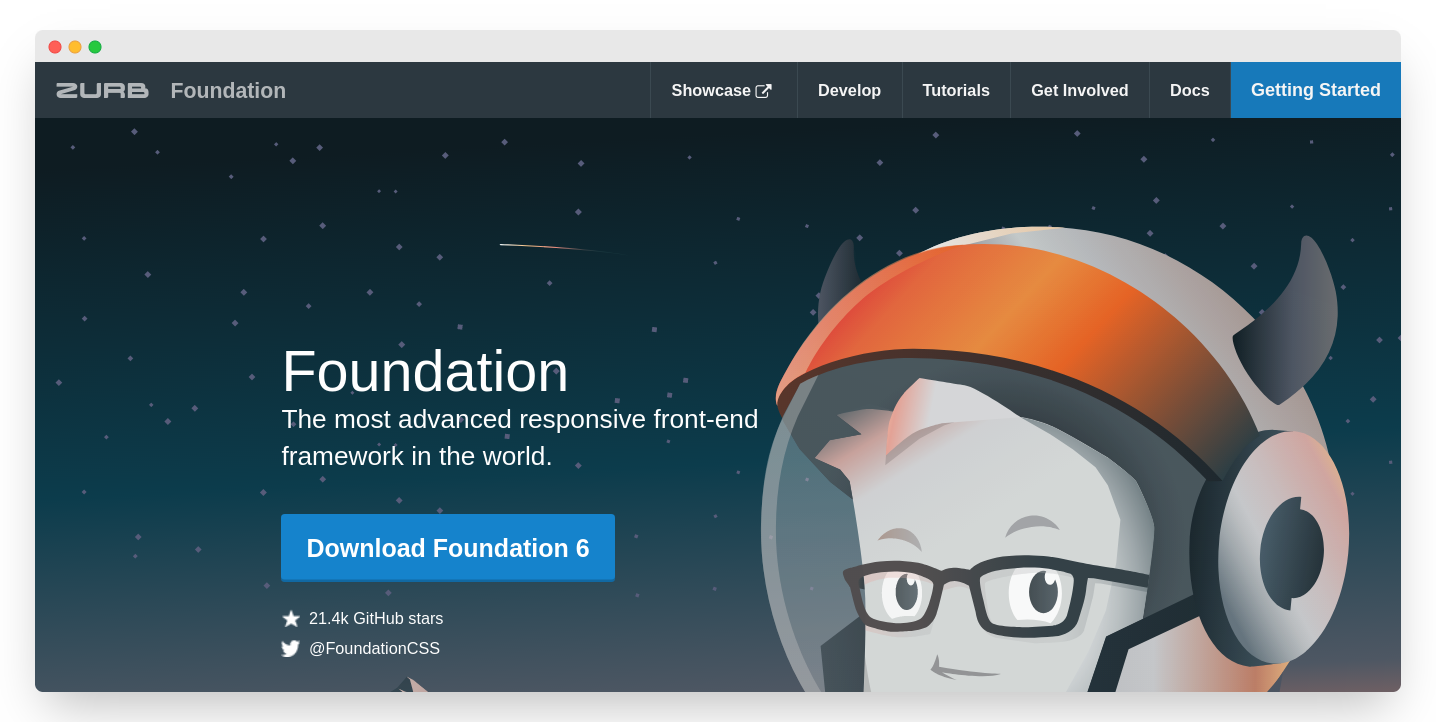 ZURB Foundation Showcase Develop Tutorials Get Involved Docs Getting Started
Foundation
The most advanced responsive front-end
framework in the world.
Download Foundation 6
21.4k GitHub stars
@FoundationCSS